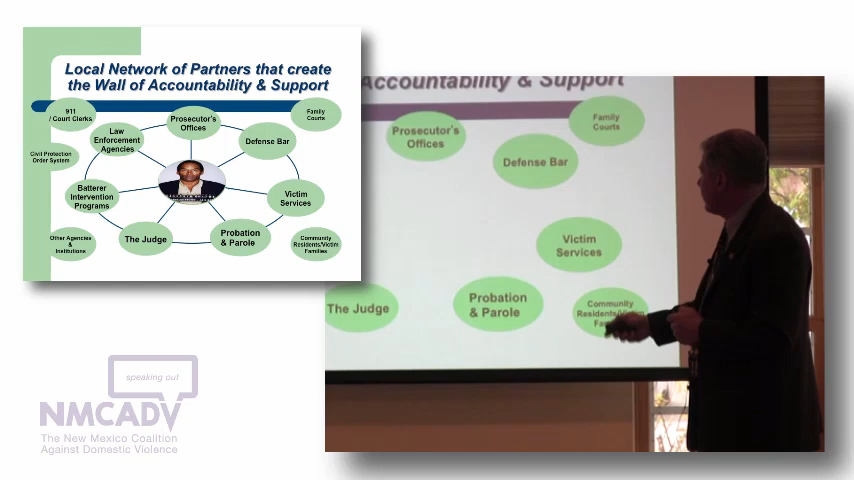 Local Network of Partners that create
the Wall of Accountability & Support
911
/ Court Clerks
Prosecutor's
Offices
Family
Courts
Law
Enforcement
Agencies
Defense Bar
Civil Protection
Order System
Batterer
Intervention
Programs
Victim
Services
Other Agencies
&
Institutions
The Judge
Probation
& Parole
Community
Residents/Victim
Families
Accountability & Support
Prosecutor's
Offices
Family
Courts
Defense Bar
Victim
Services
The Judge
Probation
& Parole
Community
Residents/Victim
speaking out
NMCADV
The New Mexico Coalition
Against Domestic Violence